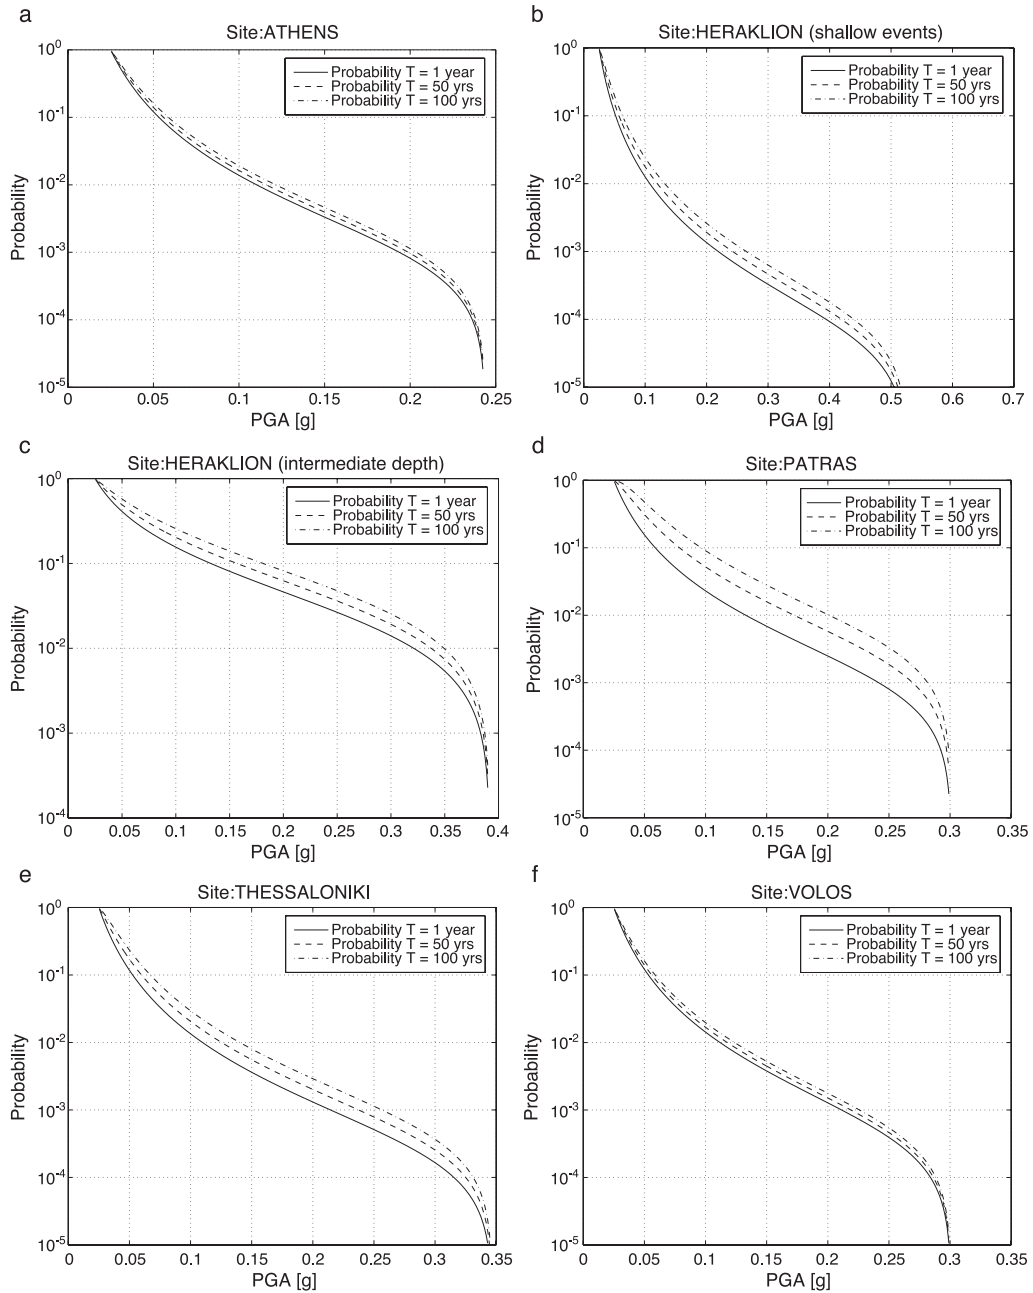 a
Site:ATHENS
10^0
10^-1
10^-2
10^-3
10^-4
10^-5
Probability
Probability T = 1 year
Probability T = 50 yrs
Probability T = 100 yrs
0 0.05 0.1 0.15 0.2 0.25
PGA [g]
b
Site:HERAKLION (shallow events)
10^0
10^-1
10^-2
10^-3
10^-4
10^-5
Probability
Probability T = 1 year
Probability T = 50 yrs
Probability T = 100 yrs
0 0.1 0.2 0.3 0.4 0.5 0.6 0.7
PGA [g]
c
Site:HERAKLION (intermediate depth)
10^0
10^-1
10^-2
10^-3
10^-4
Probability
Probability T = 1 year
Probability T = 50 yrs
Probability T = 100 yrs
0 0.05 0.1 0.15 0.2 0.25 0.3 0.35 0.4
PGA [g]
d
Site:PATRAS
10^0
10^-1
10^-2
10^-3
10^-4
10^-5
Probability
Probability T = 1 year
Probability T = 50 yrs
Probability T = 100 yrs
0 0.05 0.1 0.15 0.2 0.25 0.3 0.35
PGA [g]
e
Site:THESSALONIKI
10^0
10^-1
10^-2
10^-3
10^-4
10^-5
Probability
Probability T = 1 year
Probability T = 50 yrs
Probability T = 100 yrs
0 0.05 0.1 0.15 0.2 0.25 0.3 0.35
PGA [g]
f
Site:VOLOS
10^0
10^-1
10^-2
10^-3
10^-4
10^-5
Probability
Probability T = 1 year
Probability T = 50 yrs
Probability T = 100 yrs
0 0.05 0.1 0.15 0.2 0.25 0.3 0.35
PGA [g]